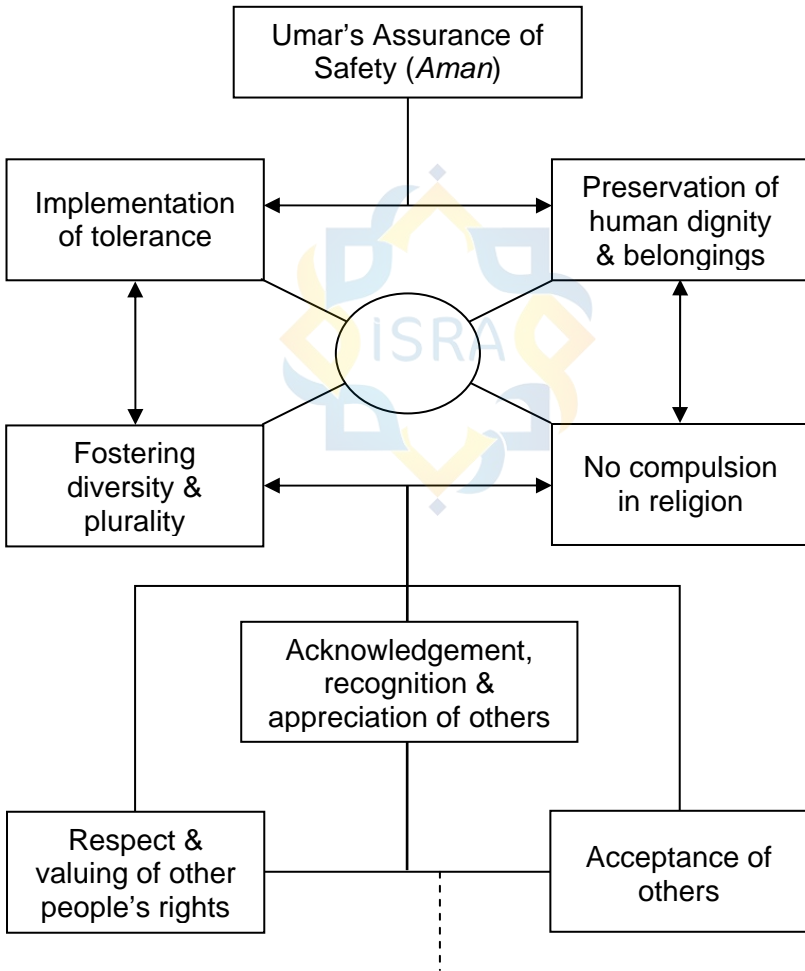 Umar’s Assurance of
Safety (Aman)
Implementation
of tolerance
Preservation of
human dignity
& belongings
iSRA
Fostering
diversity &
plurality
No compulsion
in religion
Acknowledgement,
recognition &
appreciation of others
Respect &
valuing of other
people’s rights
Acceptance of
others